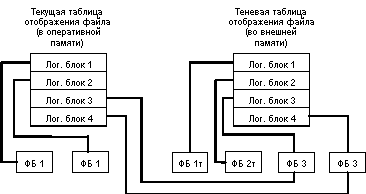 Текущая таблица
отображения файла
(в оперативной
памяти)
Теневая таблица
отображения файла
(во внешней
памяти)
Лог. блок 1
Лог. блок 2
Лог. блок 3
Лог. блок 4
Лог. блок 1
Лог. блок 2
Лог. блок 3
Лог. блок 4
ФБ 1
ФБ 1
ФБ 1т
ФБ 2т
ФБ 3
ФБ 3